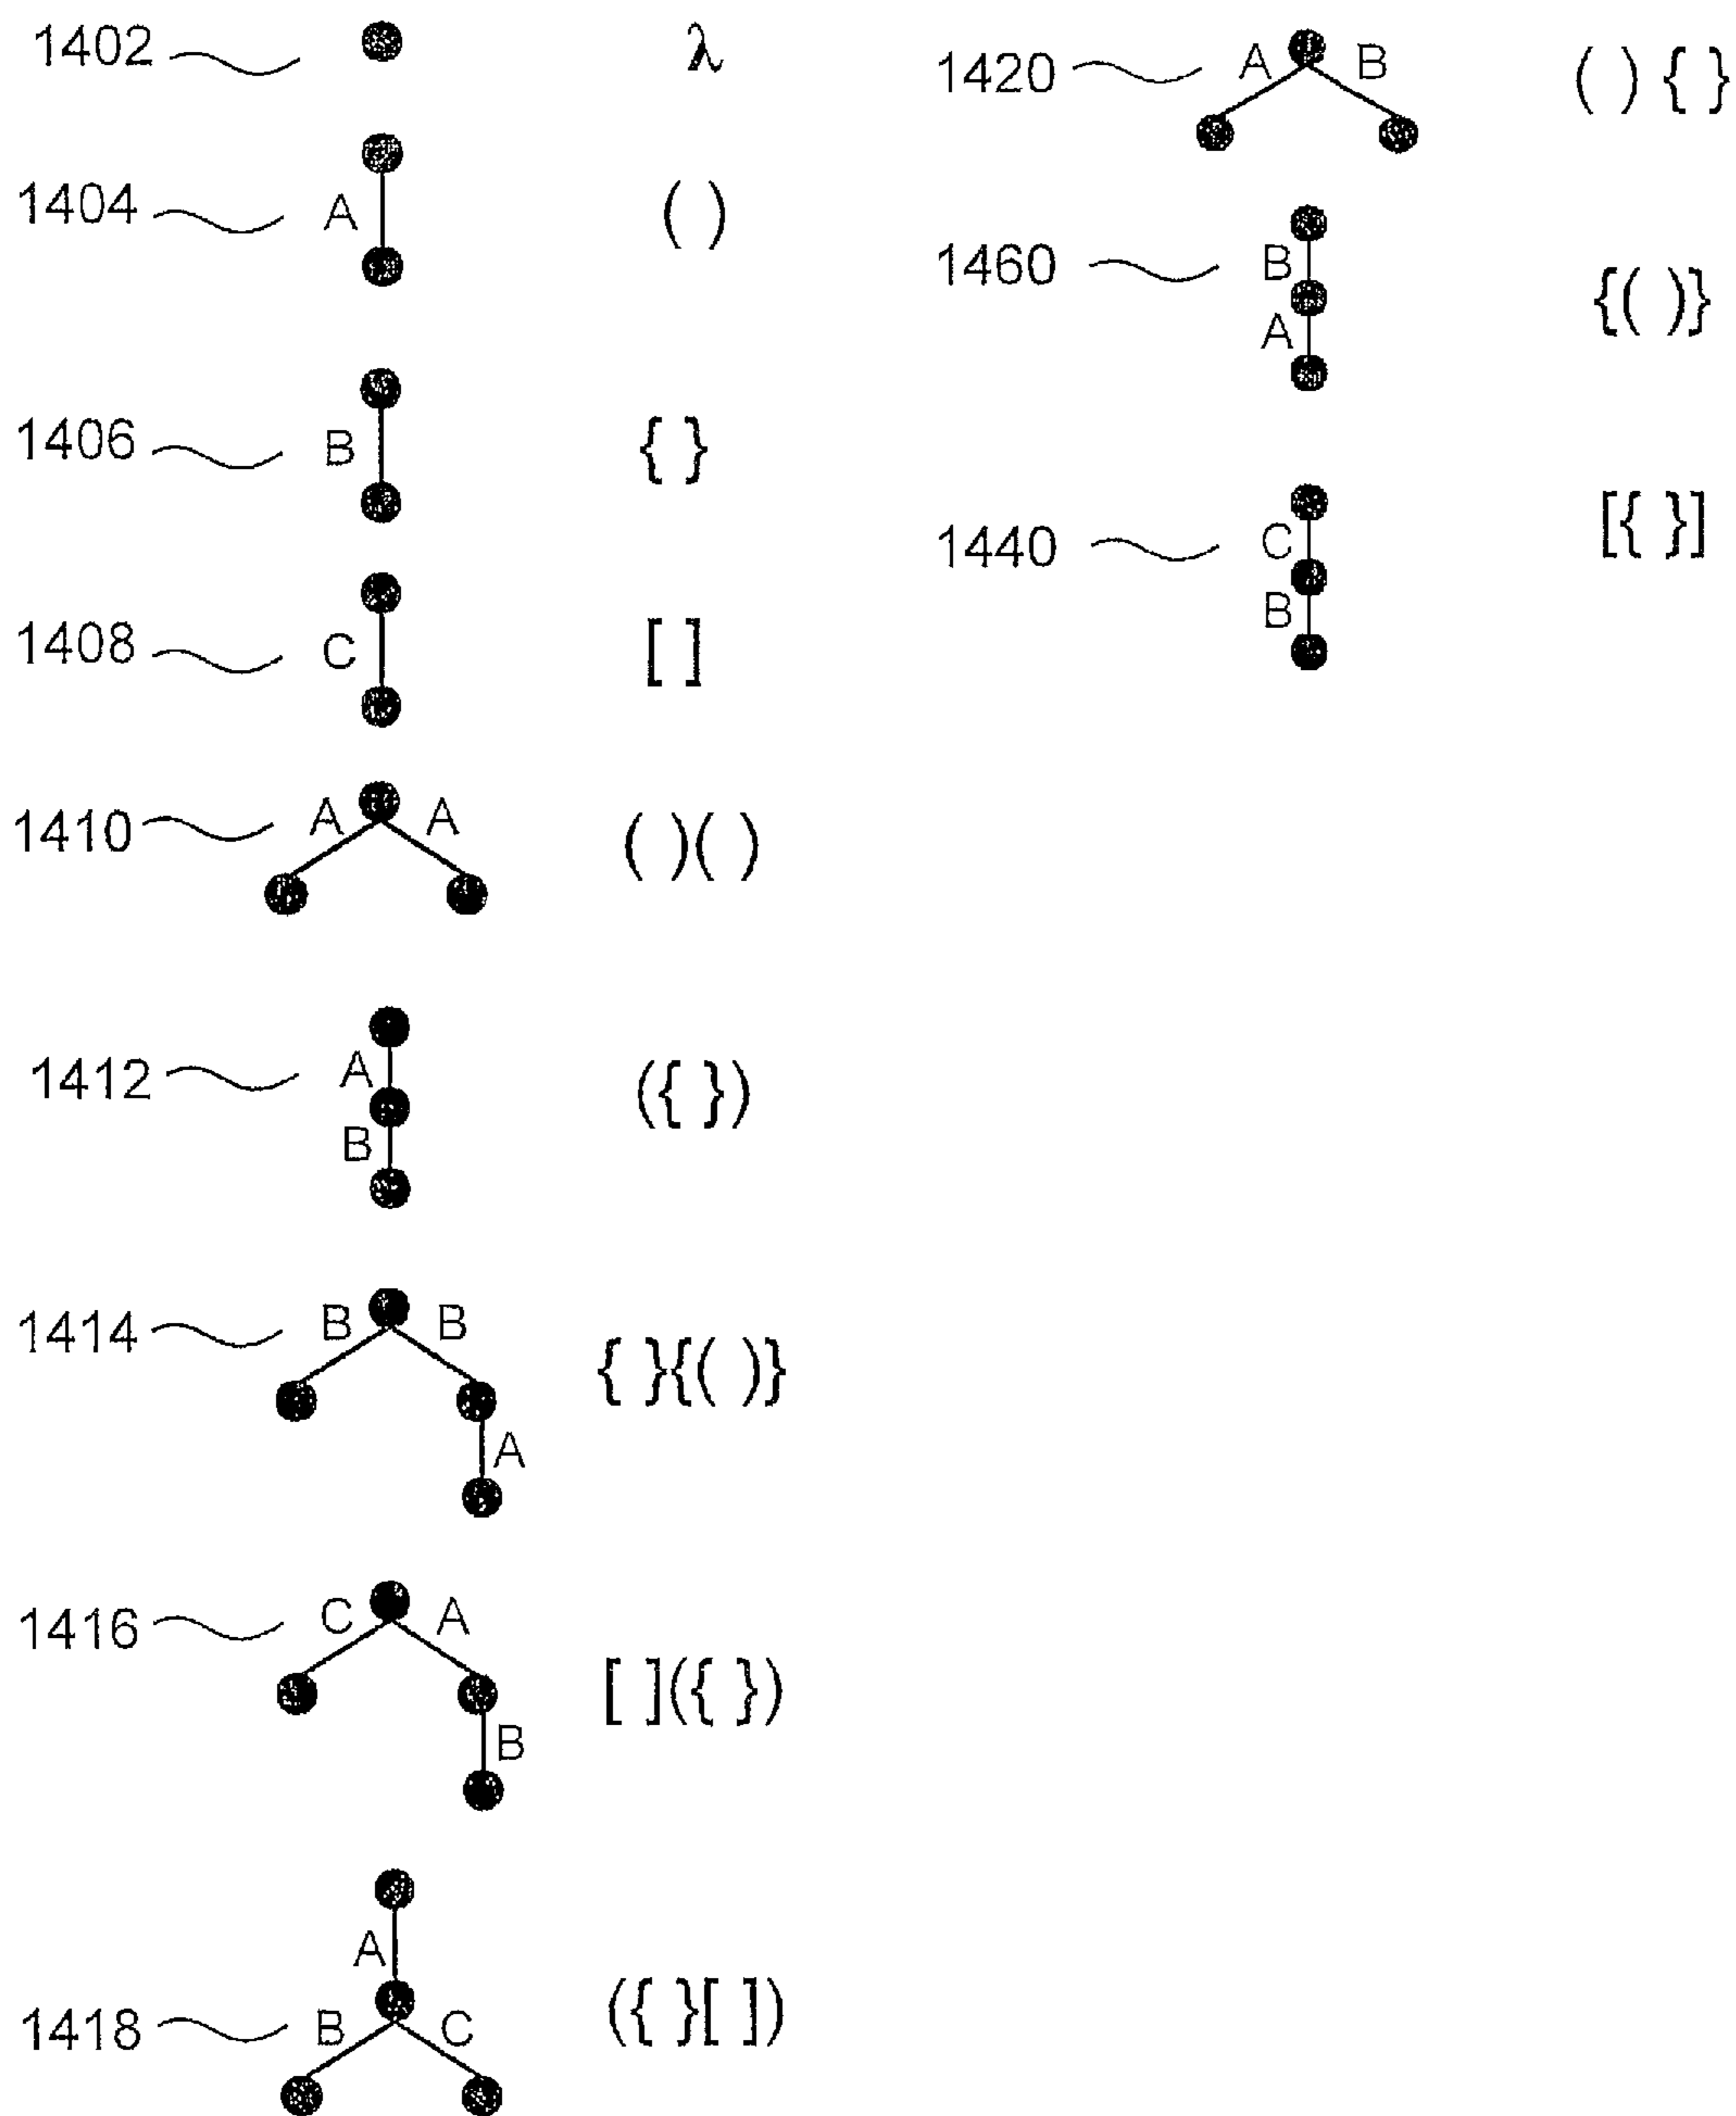 1402 λ
1404 A ( )
1406 B { }
1408 C [ ]
1410 A A ( )( )
1412 A ({ })
B
1414 B B { }{( )}
A
1416 C A [ ]({ })
B
A
1418 B C ({ }[ ])
1420 A B ( ) { }
1460 B {( )}
A
1440 C [{ }]
B